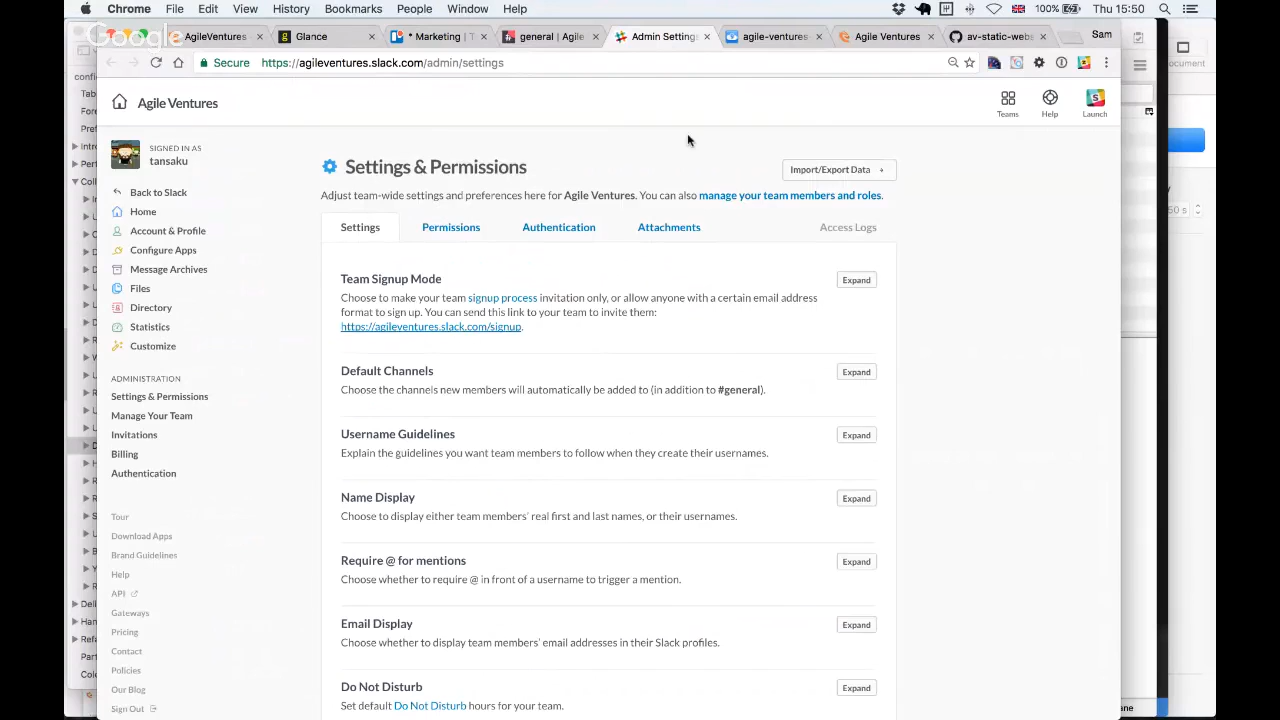 Chrome File Edit View History Bookmarks People Window Help 100% Thu 15:50
Google
AgileVentures × Glance × * Marketing | T × general | Agile × Admin Setting × agile-ventures × Agile Ventures × av-static-webs × Sam
Secure https://agileventures.slack.com/admin/settings
Agile Ventures
Teams Help Launch
SIGNED IN AS
tansaku
Back to Slack
Home
Account & Profile
Configure Apps
Message Archives
Files
Directory
Statistics
Customize
ADMINISTRATION
Settings & Permissions
Manage Your Team
Invitations
Billing
Authentication
Tour
Download Apps
Brand Guidelines
Help
API
Gateways
Pricing
Contact
Policies
Our Blog
Sign Out
Settings & Permissions
Import/Export Data
Adjust team-wide settings and preferences here for Agile Ventures. You can also manage your team members and roles.
Settings Permissions Authentication Attachments Access Logs
Team Signup Mode Expand
Choose to make your team signup process invitation only, or allow anyone with a certain email address
format to sign up. You can send this link to your team to invite them:
https://agileventures.slack.com/signup.
Default Channels Expand
Choose the channels new members will automatically be added to (in addition to #general).
Username Guidelines Expand
Explain the guidelines you want team members to follow when they create their usernames.
Name Display Expand
Choose to display either team members' real first and last names, or their usernames.
Require @ for mentions Expand
Choose whether to require @ in front of a username to trigger a mention.
Email Display Expand
Choose whether to display team members' email addresses in their Slack profiles.
Do Not Disturb Expand
Set default Do Not Disturb hours for your team.